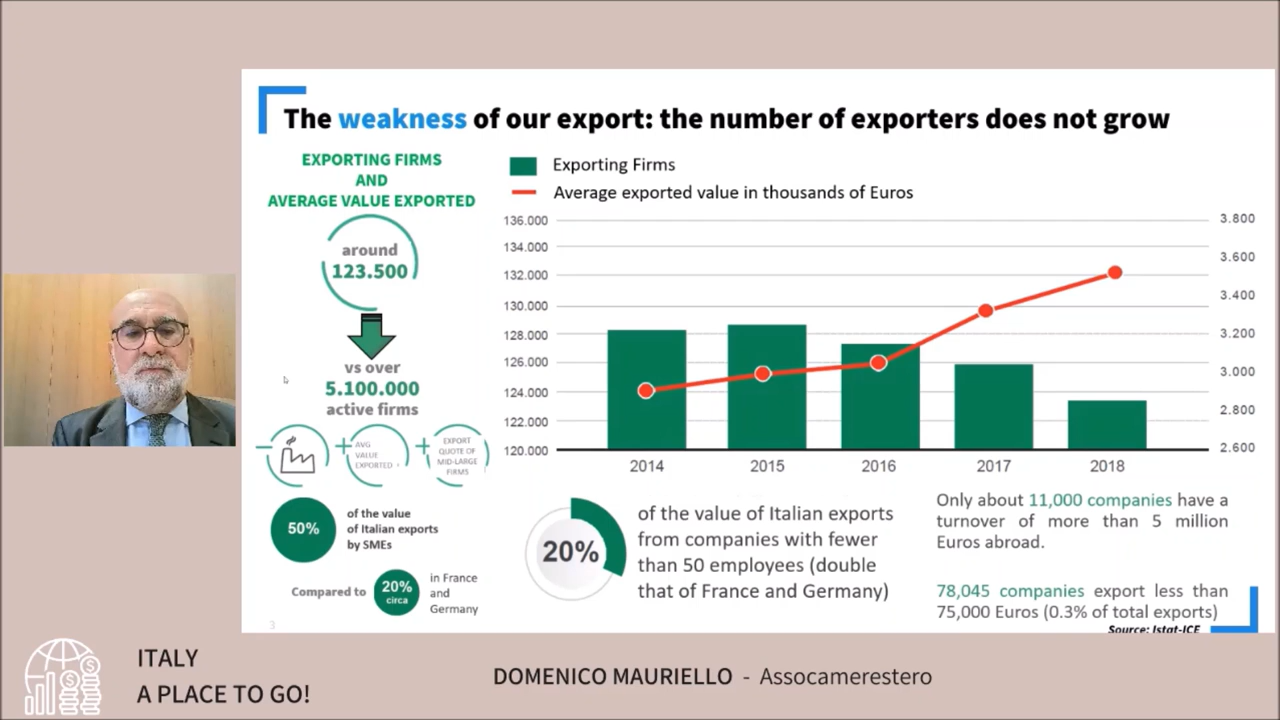 The weakness of our export: the number of exporters does not grow
EXPORTING FIRMS
AND
AVERAGE VALUE EXPORTED
around
123.500
vs over
5.100.000
active firms
AVG
VALUE
EXPORTED
EXPORT
QUOTE OF
MID-LARGE
FIRMS
50%
of the value
of Italian exports
by SMEs
Compared to
20%
circa
in France
and
Germany
3
Exporting Firms
Average exported value in thousands of Euros
136.000
134.000
132.000
130.000
128.000
126.000
124.000
122.000
120.000
3.800
3.600
3.400
3.200
3.000
2.800
2.600
2014 2015 2016 2017 2018
20%
of the value of Italian exports
from companies with fewer
than 50 employees (double
that of France and Germany)
Only about 11,000 companies have a
turnover of more than 5 million
Euros abroad.
78,045 companies export less than
75,000 Euros (0.3% of total exports)
Source: Istat-ICE
ITALY
A PLACE TO GO!
DOMENICO MAURIELLO - Assocamerestero